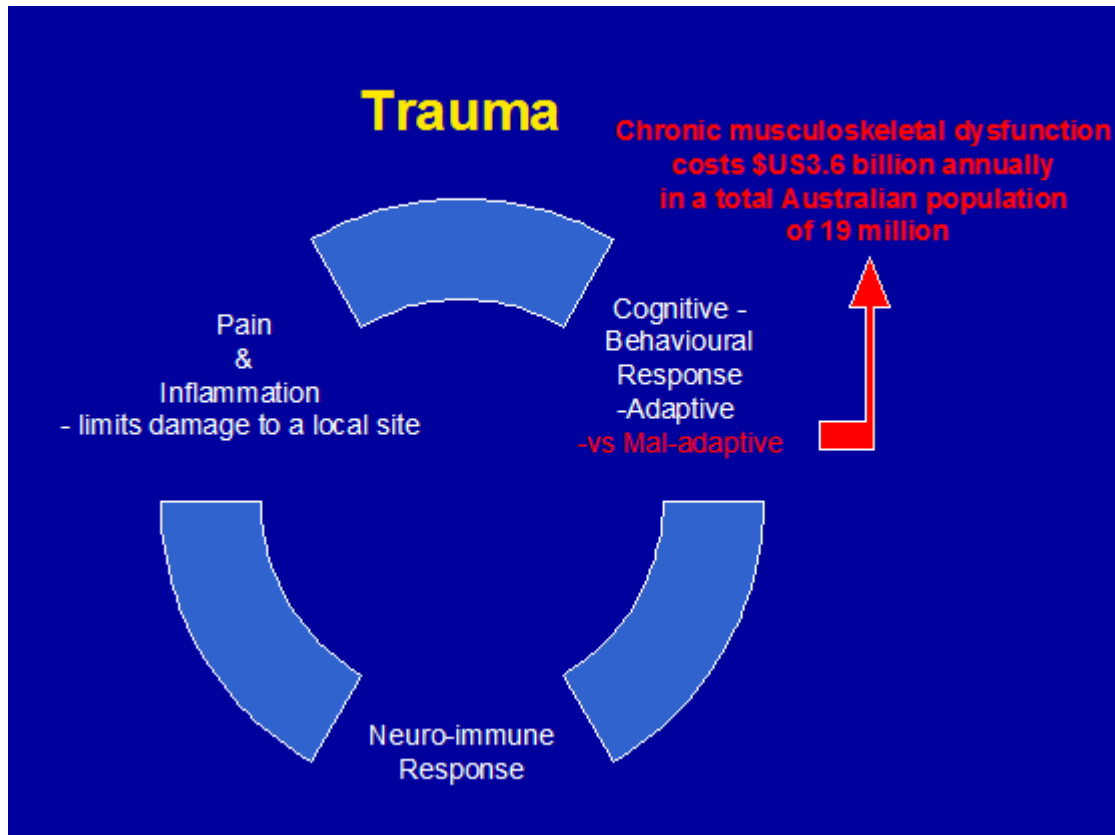 Trauma
Chronic musculoskeletal dysfunction
costs $US3.6 billion annually
in a total Australian population
of 19 million
Pain
&
Inflammation
- limits damage to a local site
Cognitive -
Behavioural
Response
-Adaptive
-vs Mal-adaptive
Neuro-immune
Response